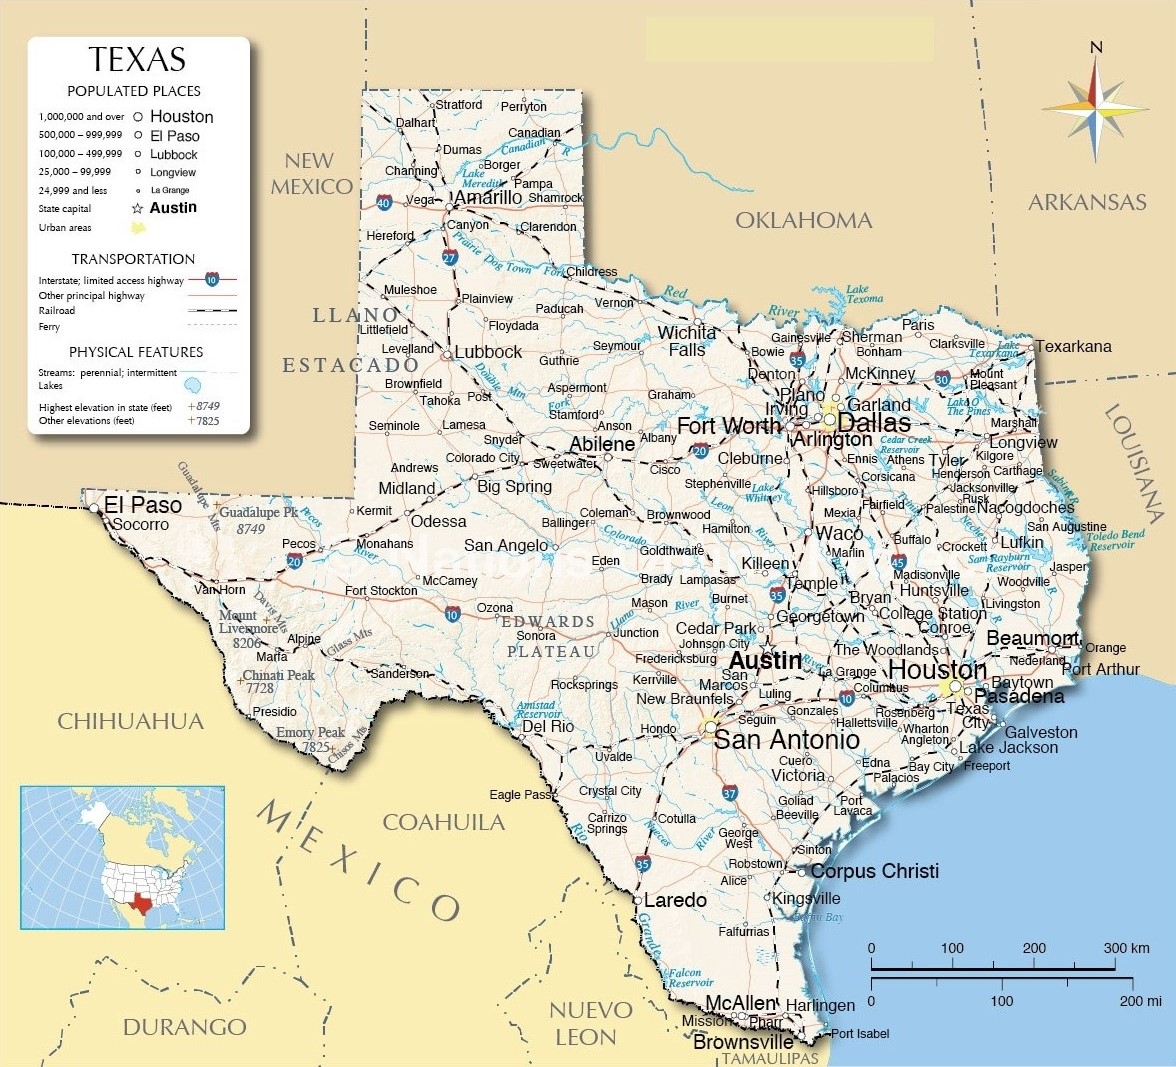 TEXAS
POPULATED PLACES
1,000,000 and over Houston
500,000 – 999,999 El Paso
100,000 – 499,999 Lubbock
25,000 – 99,999 Longview
24,999 and less La Grange
State capital Austin
Urban areas
TRANSPORTATION
Interstate; limited access highway 10
Other principal highway
Railroad
Ferry
PHYSICAL FEATURES
Streams: perennial; intermittent
Lakes
Highest elevation in state (feet) +8749
Other elevations (feet) +7825
N
NEW
MEXICO
OKLAHOMA
ARKANSAS
LOUISIANA
CHIHUAHUA
COAHUILA
MEXICO
DURANGO
NUEVO
LEON
TAMAULIPAS
LLANO
ESTACADO
EDWARDS
PLATEAU
Stratford
Perryton
Dalhart
Canadian
Canadian R
Dumas
Borger
Channing
Lake
Meredith
Pampa
40
Vega
Amarillo
Shamrock
Canyon
Clarendon
Hereford
Prairie Dog Town Fork
27
Childress
Muleshoe
Plainview
Paducah
Vernon
Red River
Lake
Texoma
Littlefield
Floydada
Wichita
Falls
Gainesville
Sherman
Paris
Clarksville
Lake
Texarkana
Texarkana
Levelland
Lubbock
Guthrie
Seymour
Bowie
35
Bonham
Denton
McKinney
30
Mount
Pleasant
Brownfield
Double Mtn
Fork
Aspermont
Graham
Plano
Irving
Garland
Lake O
The Pines
Tahoka
Post
Stamford
Fort Worth
Dallas
Marshall
Seminole
Lamesa
Anson
Albany
Arlington
Cedar Creek
Reservoir
Longview
Snyder
Abilene
20
Cleburne
Ennis
Athens
Tyler
Kilgore
Colorado City
Sweetwater
Cisco
Corsicana
Henderson
Carthage
Andrews
Big Spring
Stephenville
Lake
Whitney
Hillsboro
Jacksonville
Rusk
Sabine R
Midland
Leon
River
Fairfield
Palestine
Nacogdoches
Kermit
Odessa
Coleman
Brownwood
Mexia
Neches
R
San Augustine
Ballinger
Hamilton
Waco
Toledo Bend
Reservoir
El Paso
Socorro
Guadalupe Mts
Guadalupe Pk
8749
Pecos
River
Pecos
Monahans
San Angelo
Colorado
Goldthwaite
Marlin
Buffalo
Crockett
Lufkin
20
Eden
Killeen
45
Sam Rayburn
Reservoir
Jasper
McCamey
Brady
Lampasas
Temple
Madisonville
Woodville
Van Horn
Fort Stockton
10
Ozona
Mason
River
Burnet
35
Bryan
Huntsville
Livingston
Davis Mts
Mount
Livermore
8206
Llano
Georgetown
College Station
Conroe
Sonora
Junction
Cedar Park
Beaumont
Alpine
Glass Mts
Johnson City
The Woodlands
Orange
Marfa
Fredericksburg
Austin
River
Houston
Nederland
Port Arthur
Chinati Peak
7728
Sanderson
Rocksprings
Kerrville
San
Marcos
La Grange
Baytown
New Braunfels
Luling
10
Columbus
Pasadena
Presidio
Amistad
Reservoir
Gonzales
Rosenberg
Texas
City
Del Rio
Seguin
Hallettsville
Wharton
Galveston
Emory Peak
7825
Chisos Mts
Hondo
San Antonio
Angleton
Lake Jackson
Uvalde
Cuero
Edna
Bay City
Freeport
Victoria
Palacios
Eagle Pass
Crystal City
37
Goliad
Port
Lavaca
Carrizo
Springs
Cotulla
Beeville
Rio
Nueces
River
George
West
Sinton
35
Robstown
Corpus Christi
Alice
Laredo
Kingsville
Baffin Bay
Grande
Falfurrias
Falcon
Reservoir
McAllen
Harlingen
Mission
Pharr
Port Isabel
Brownsville
0 100 200 300 km
0 100 200 mi